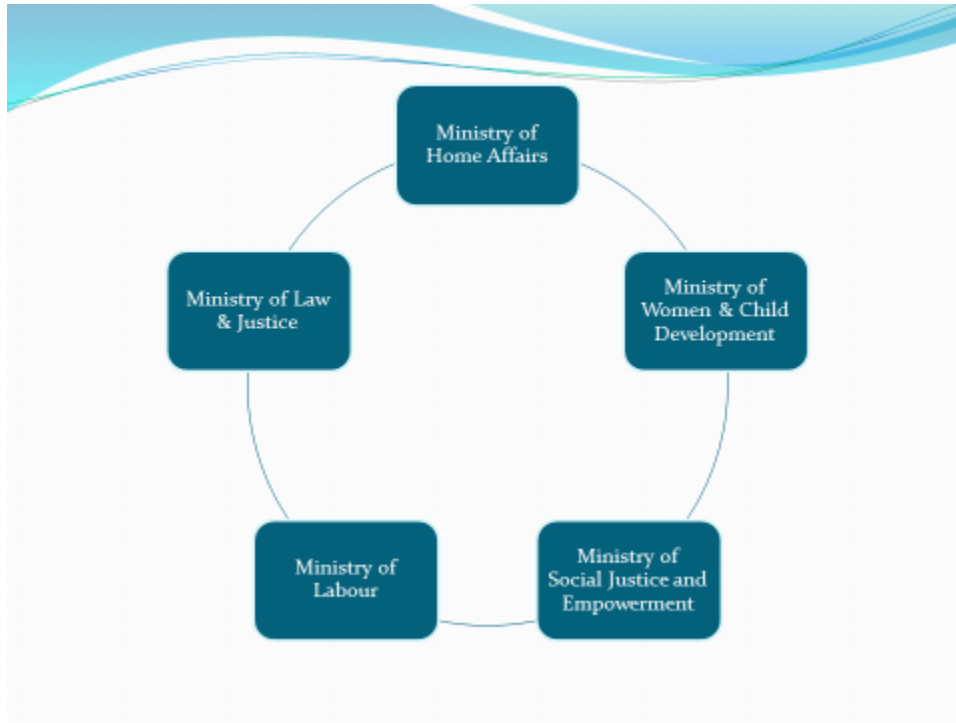 Ministry of
Home Affairs
Ministry of
Women & Child
Development
Ministry of
Social Justice and
Empowerment
Ministry of
Labour
Ministry of Law
& Justice